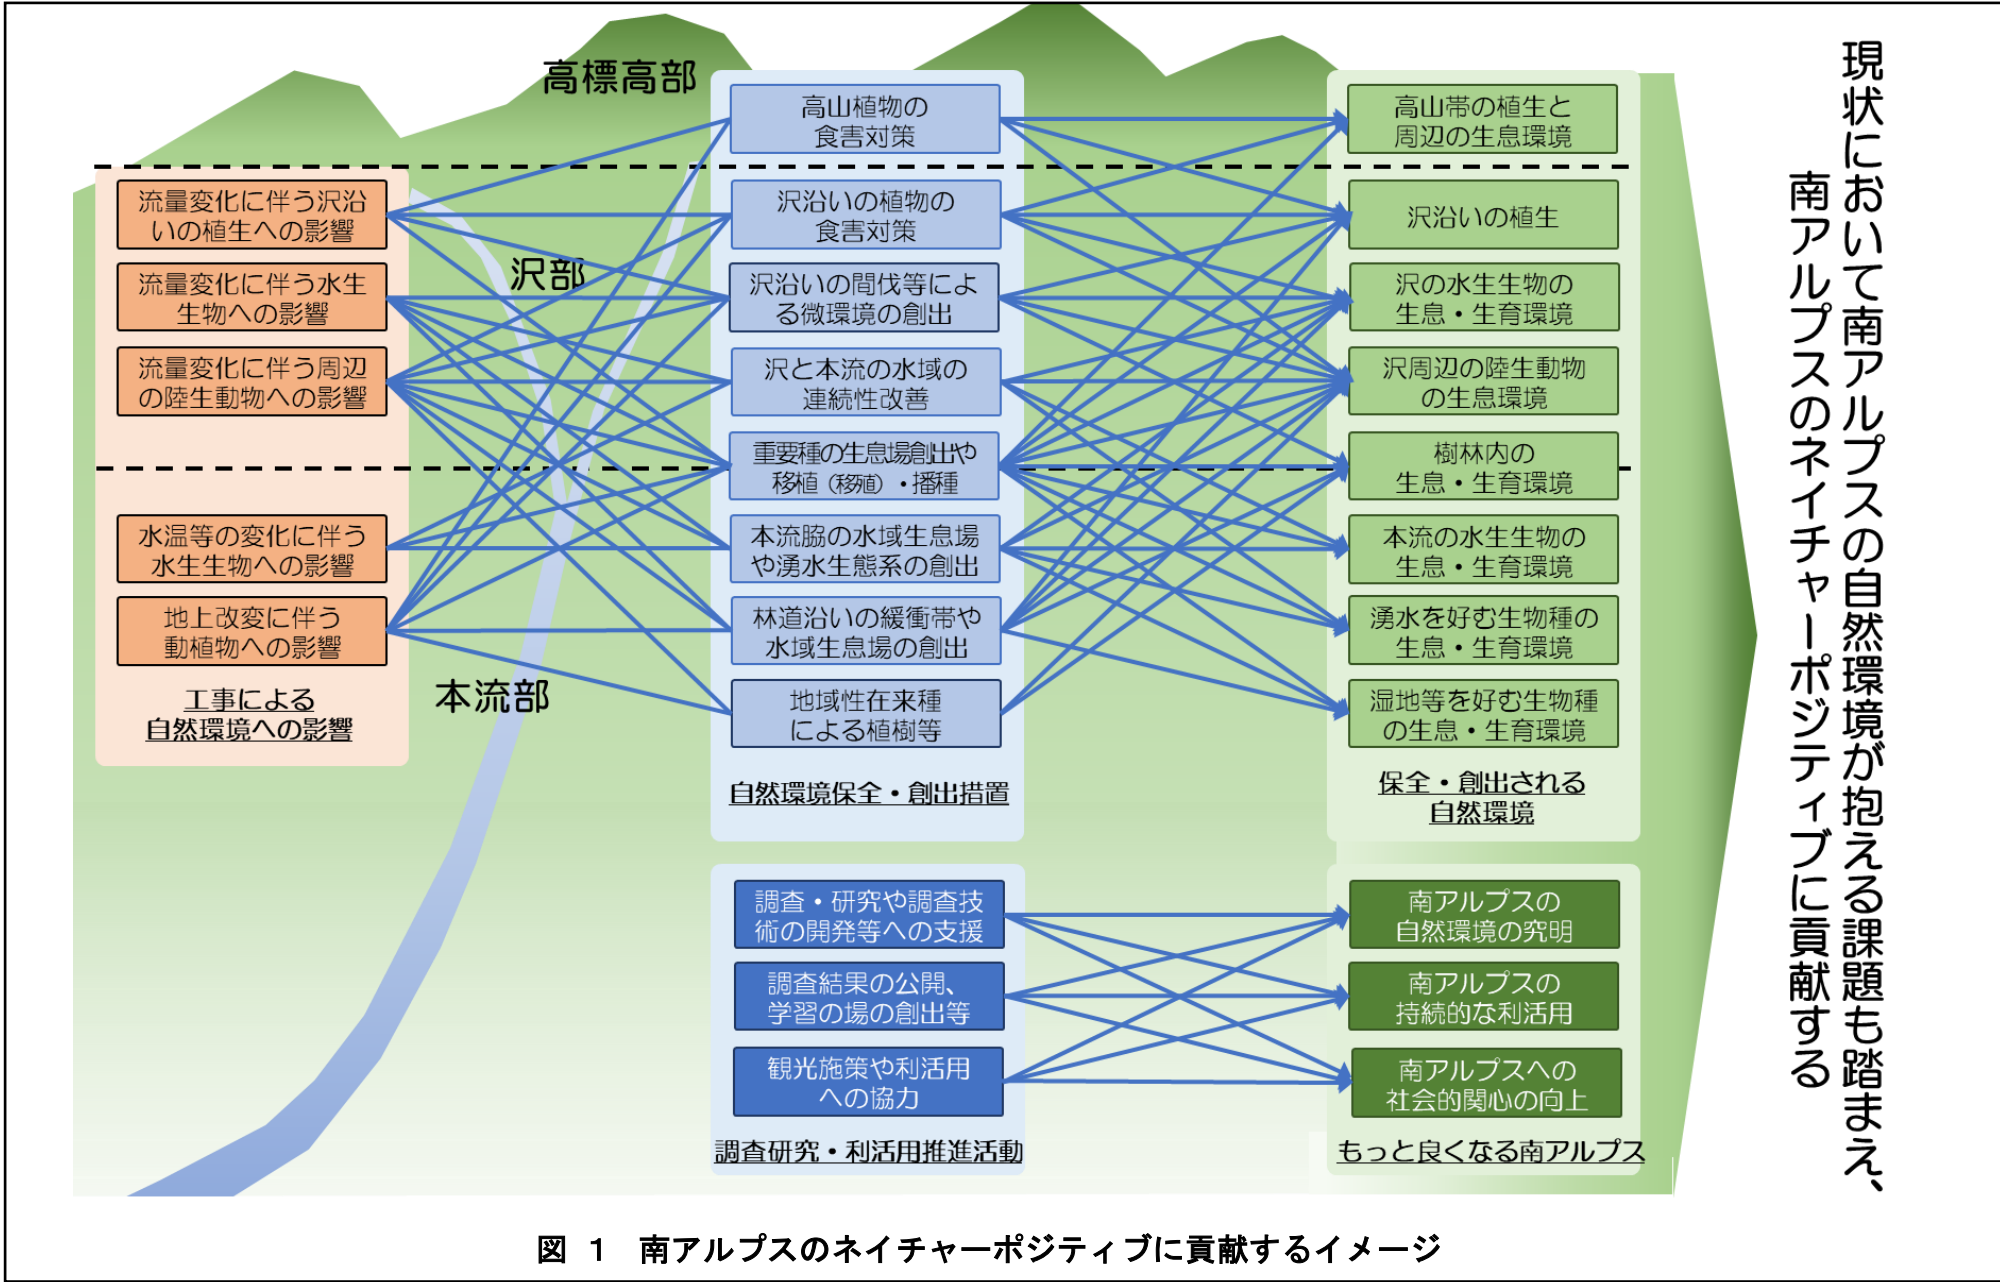 高標高部
沢部
本流部
流量変化に伴う沢沿
いの植生への影響
流量変化に伴う水生
生物への影響
流量変化に伴う周辺
の陸生動物への影響
水温等の変化に伴う
水生生物への影響
地上改変に伴う
動植物への影響
工事による
自然環境への影響
高山植物の
食害対策
沢沿いの植物の
食害対策
沢沿いの間伐等によ
る微環境の創出
沢と本流の水域の
連続性改善
重要種の生息場創出や
移植（移殖）・播種
本流脇の水域生息場
や湧水生態系の創出
林道沿いの緩衝帯や
水域生息場の創出
地域性在来種
による植樹等
自然環境保全・創出措置
高山帯の植生と
周辺の生息環境
沢沿いの植生
沢の水生生物の
生息・生育環境
沢周辺の陸生動物
の生息環境
樹林内の
生息・生育環境
本流の水生生物の
生息・生育環境
湧水を好む生物種の
生息・生育環境
湿地等を好む生物種
の生息・生育環境
保全・創出される
自然環境
調査・研究や調査技
術の開発等への支援
調査結果の公開、
学習の場の創出等
観光施策や利活用
への協力
調査研究・利活用推進活動
南アルプスの
自然環境の究明
南アルプスの
持続的な利活用
南アルプスへの
社会的関心の向上
もっと良くなる南アルプス
現状において南アルプスの自然環境が抱える課題も踏まえ、
南アルプスのネイチャーポジティブに貢献する
図 1 南アルプスのネイチャーポジティブに貢献するイメージ